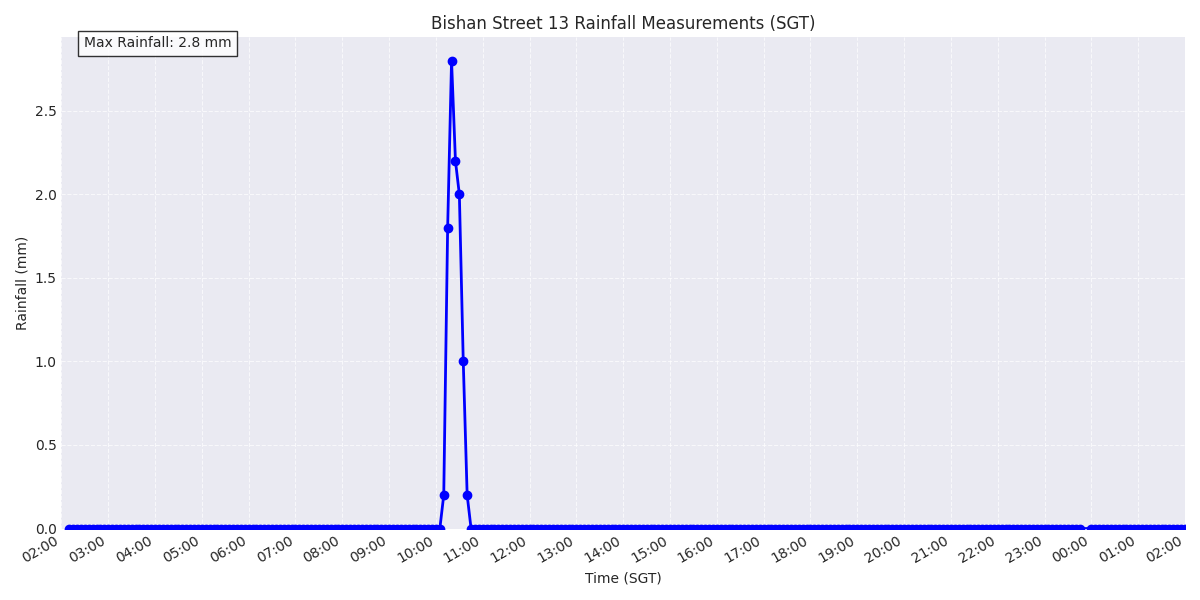 Bishan Street 13 Rainfall Measurements (SGT)
Max Rainfall: 2.8 mm
Rainfall (mm)
2.5
2.0
1.5
1.0
0.5
0.0
02:00 03:00 04:00 05:00 06:00 07:00 08:00 09:00 10:00 11:00 12:00 13:00 14:00 15:00 16:00 17:00 18:00 19:00 20:00 21:00 22:00 23:00 00:00 01:00 02:00
Time (SGT)